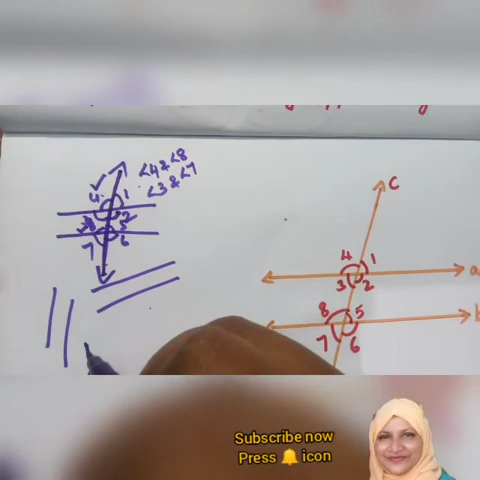 ∠4 & ∠8
∠3 & ∠7
4 1
2
5
7 6
c
4 1
3 2
a
8 5
b
7 6
Subscribe now
Press 🔔 icon